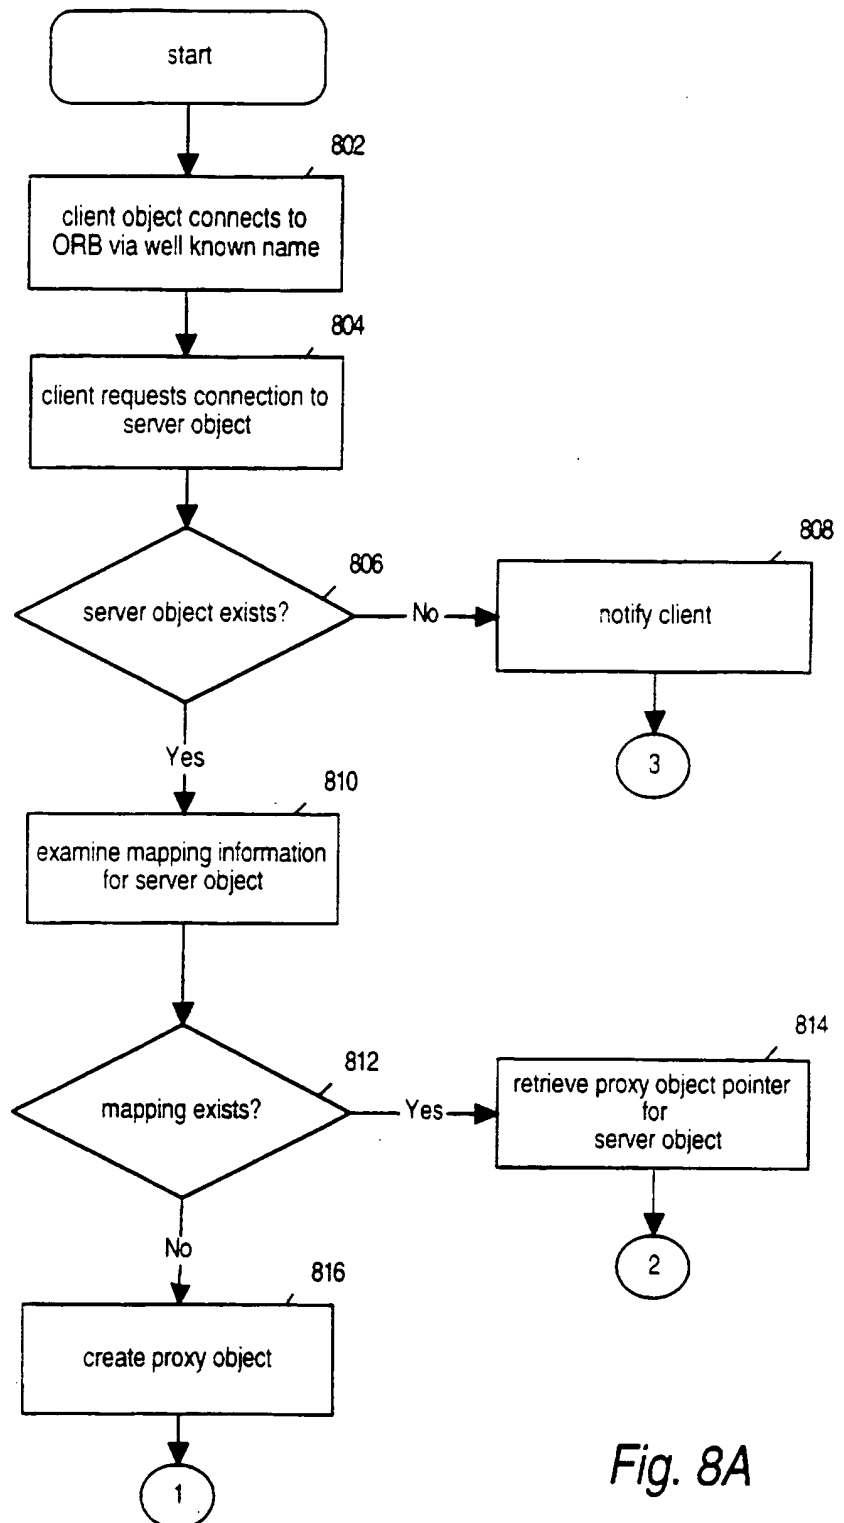 start
802
client object connects to
ORB via well known name
804
client requests connection to
server object
806
server object exists?
No
808
notify client
3
Yes
810
examine mapping information
for server object
812
mapping exists?
Yes
814
retrieve proxy object pointer
for
server object
2
No
816
create proxy object
1
Fig. 8A